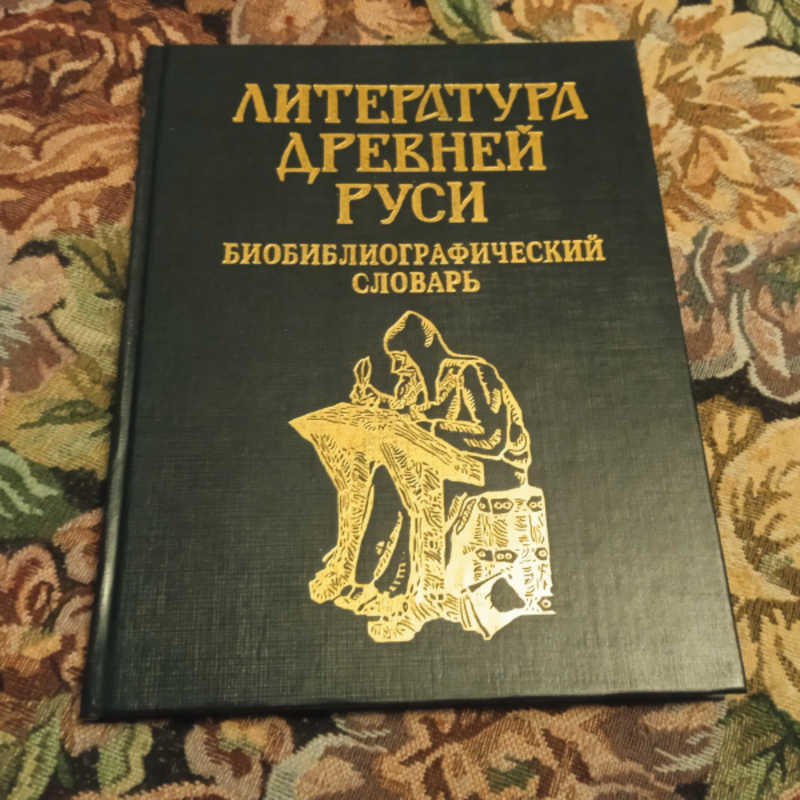 ЛИТЕРАТУРА
ДРЕВНЕЙ
РУСИ
БИОБИБЛИОГРАФИЧЕСКИЙ
СЛОВАРЬ